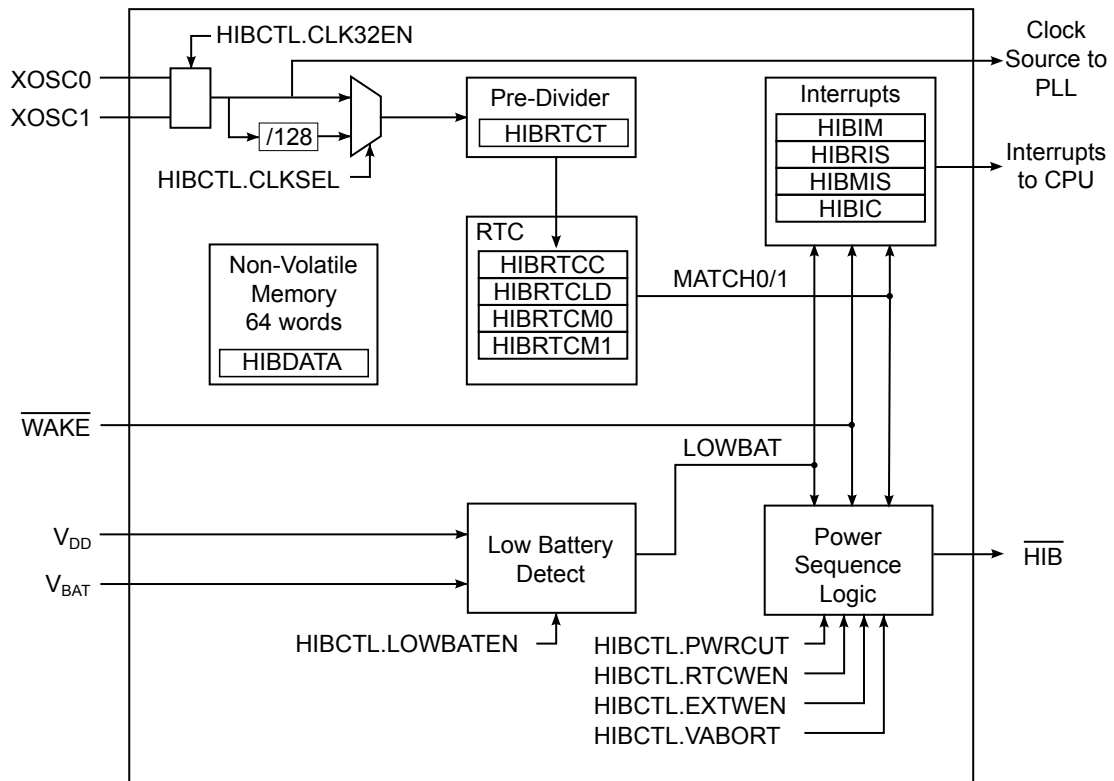 HIBCTL.CLK32EN
XOSC0
XOSC1
/128
HIBCTL.CLKSEL
Pre-Divider
HIBRTCT
Interrupts
HIBIM
HIBRIS
HIBMIS
HIBIC
Clock
Source to
PLL
Interrupts
to CPU
RTC
HIBRTCC
HIBRTCLD
HIBRTCM0
HIBRTCM1
MATCH0/1
Non-Volatile
Memory
64 words
HIBDATA
WAKE
LOWBAT
VDD
VBAT
Low Battery
Detect
HIBCTL.LOWBATEN
Power
Sequence
Logic
HIB
HIBCTL.PWRCUT
HIBCTL.RTCWEN
HIBCTL.EXTWEN
HIBCTL.VABORT